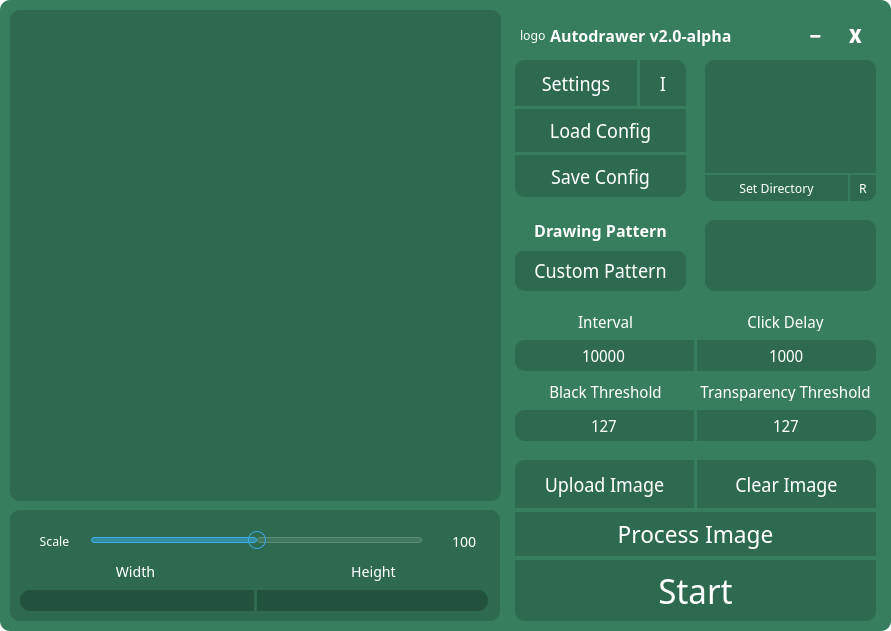 logo Autodrawer v2.0-alpha – X
Settings I
Load Config
Save Config
Set Directory R
Drawing Pattern
Custom Pattern
Interval Click Delay
10000 1000
Black Threshold Transparency Threshold
127 127
Upload Image Clear Image
Process Image
Start
Scale 100
Width Height